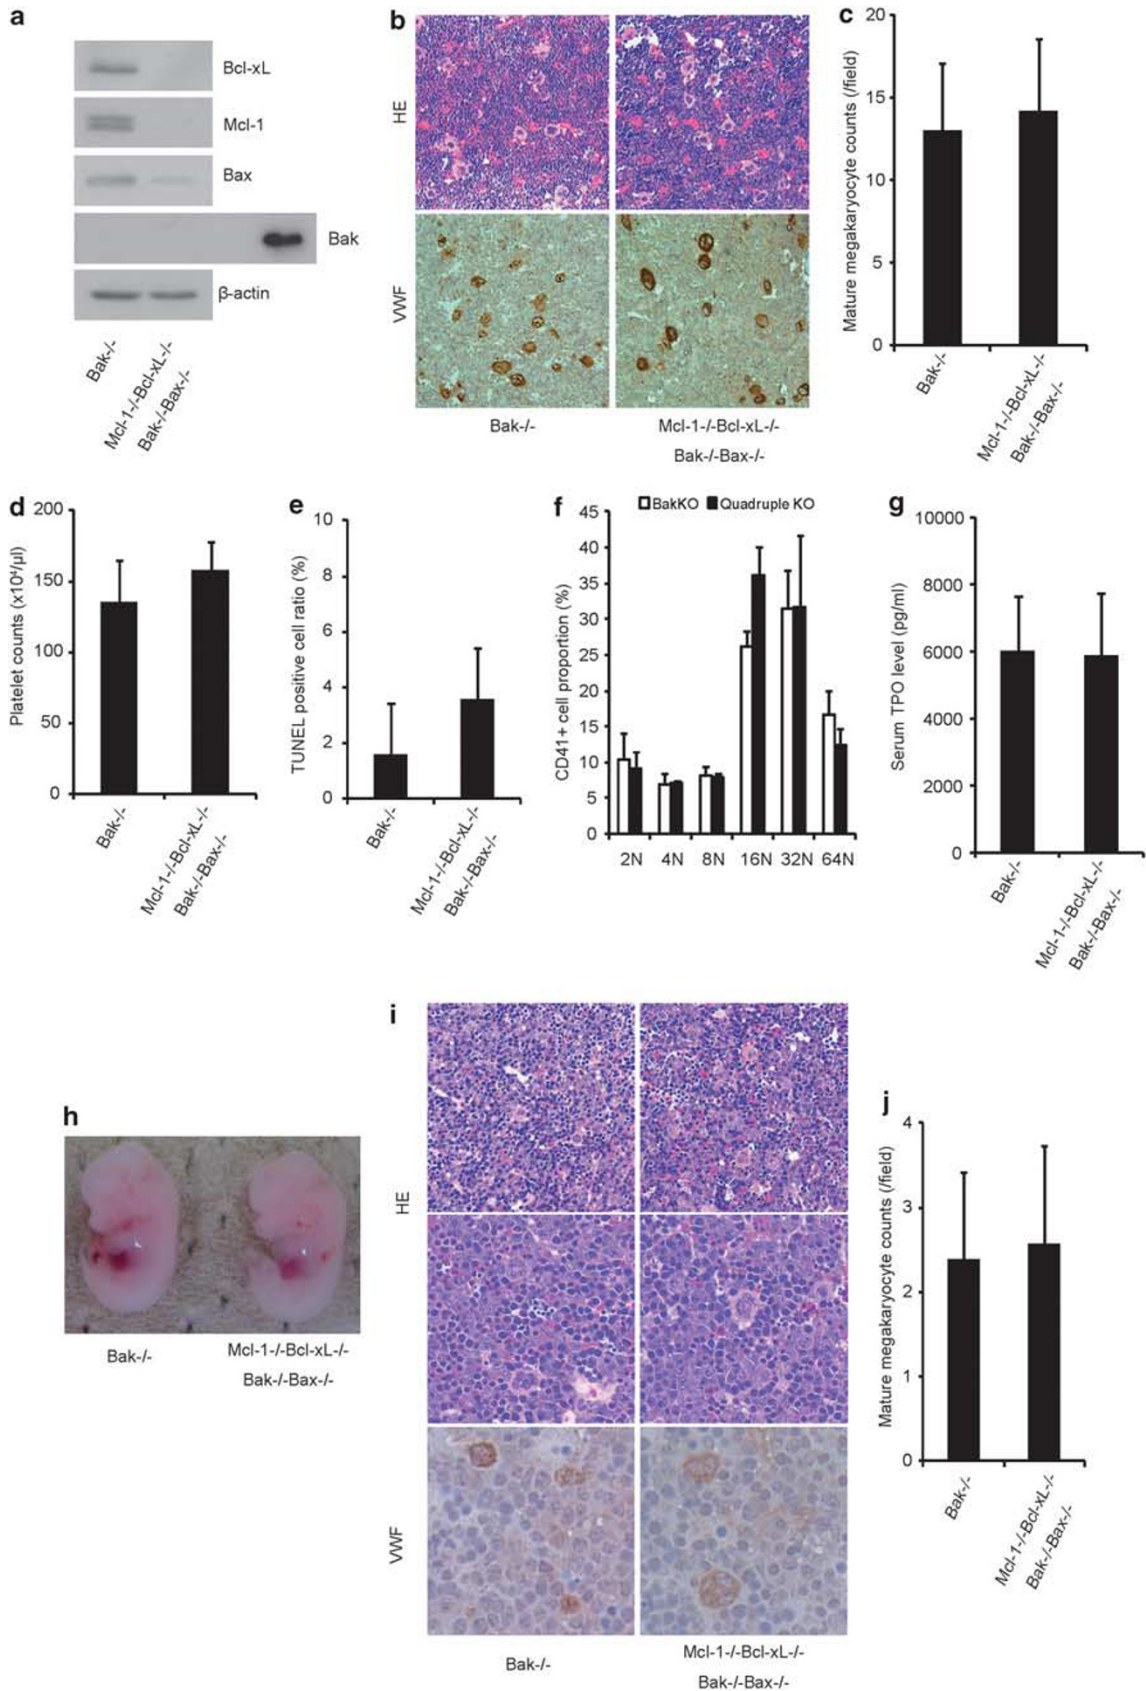 a
Bcl-xL
Mcl-1
Bax
Bak
β-actin
Bak-/-
Mcl-1-/-Bcl-xL-/-
Bak-/-Bax-/-
b
HE
VWF
Bak-/-
Mcl-1-/-Bcl-xL-/-
Bak-/-Bax-/-
c
Mature megakaryocyte counts (/field)
20
15
10
5
0
Bak-/-
Mcl-1-/-Bcl-xL-/-
Bak-/-Bax-/-
d
Platelet counts (x10⁴/µl)
200
150
100
50
0
Bak-/-
Mcl-1-/-Bcl-xL-/-
Bak-/-Bax-/-
e
TUNEL positive cell ratio (%)
10
8
6
4
2
0
Bak-/-
Mcl-1-/-Bcl-xL-/-
Bak-/-Bax-/-
f
BakKO Quadruple KO
CD41+ cell proportion (%)
45
40
35
30
25
20
15
10
5
0
2N 4N 8N 16N 32N 64N
g
Serum TPO level (pg/ml)
10000
8000
6000
4000
2000
0
Bak-/-
Mcl-1-/-Bcl-xL-/-
Bak-/-Bax-/-
h
Bak-/-
Mcl-1-/-Bcl-xL-/-
Bak-/-Bax-/-
i
HE
VWF
Bak-/-
Mcl-1-/-Bcl-xL-/-
Bak-/-Bax-/-
j
Mature megakaryocyte counts (/field)
4
3
2
1
0
Bak-/-
Mcl-1-/-Bcl-xL-/-
Bak-/-Bax-/-